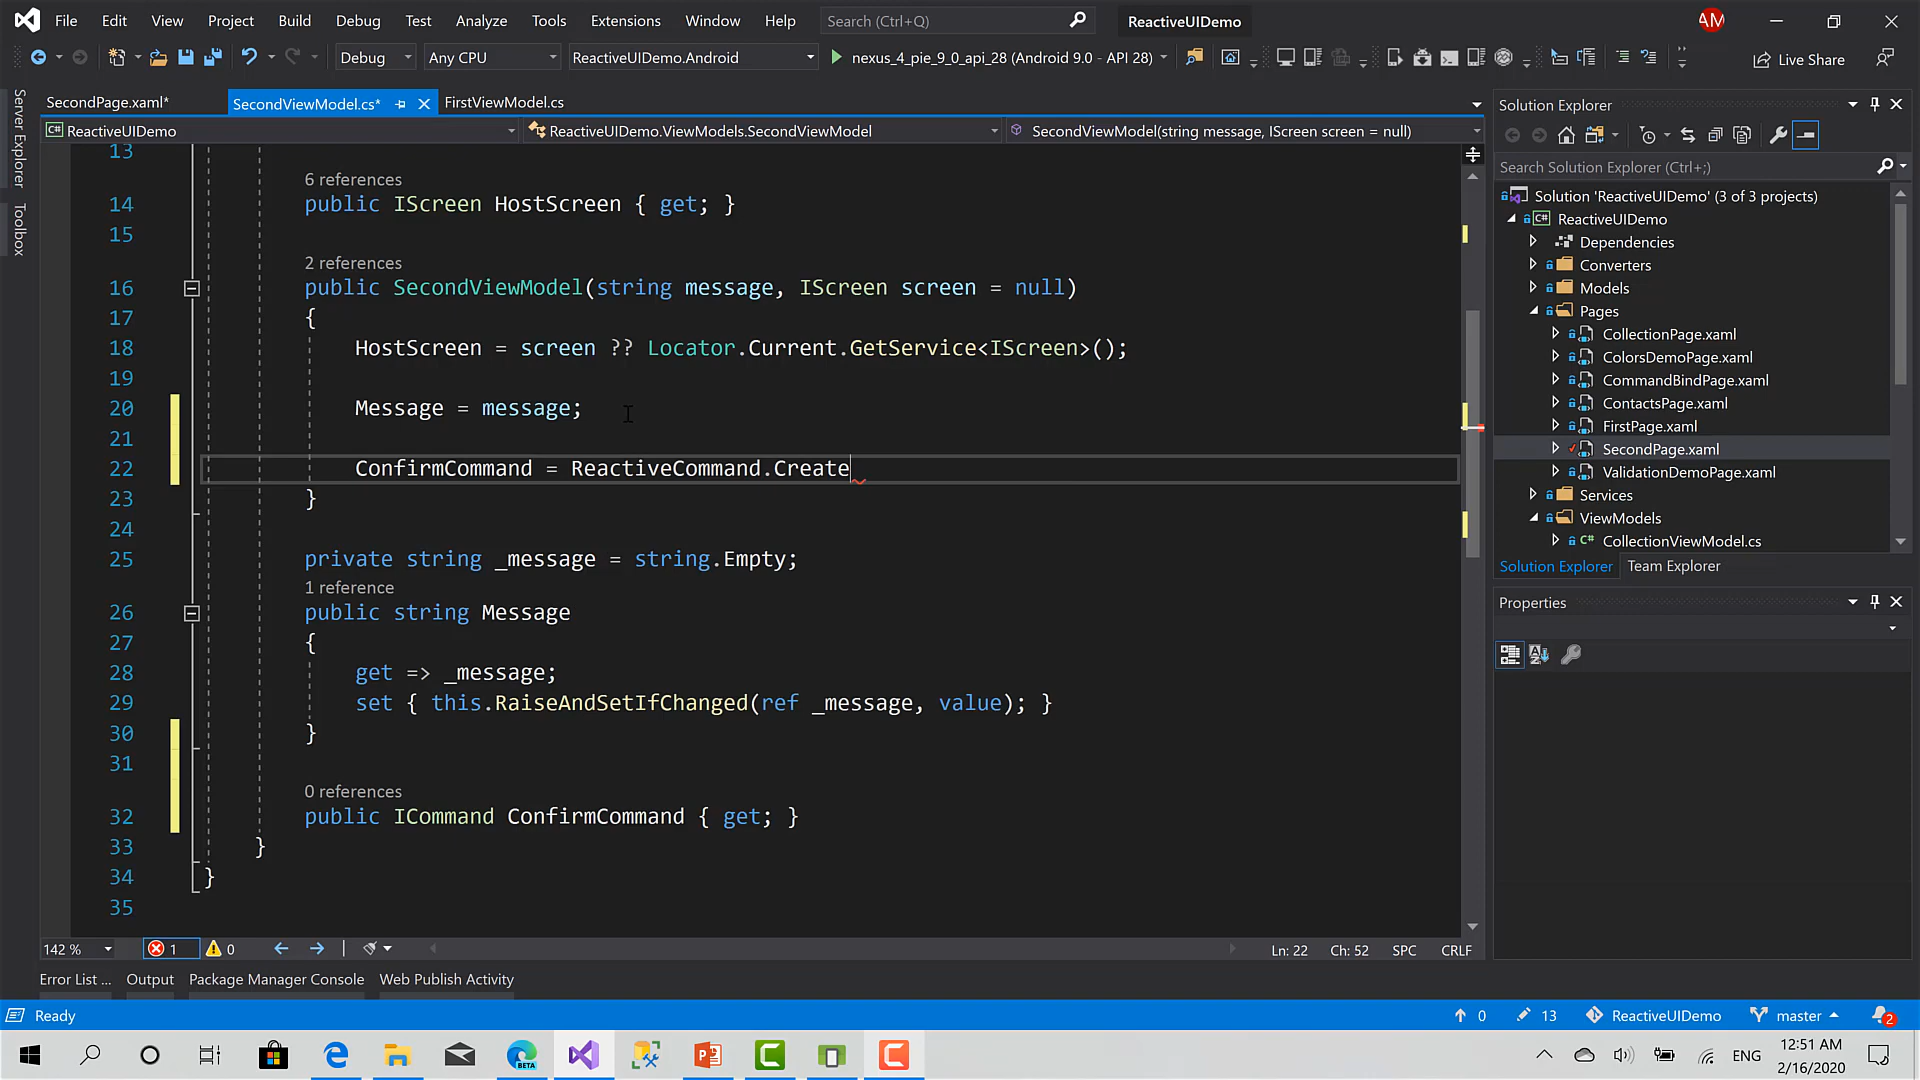 File Edit View Project Build Debug Test Analyze Tools Extensions Window Help Search (Ctrl+Q) ReactiveUIDemo AM
Debug Any CPU ReactiveUIDemo.Android nexus_4_pie_9_0_api_28 (Android 9.0 - API 28) Live Share
Server Explorer
Toolbox
SecondPage.xaml* SecondViewModel.cs* FirstViewModel.cs
ReactiveUIDemo ReactiveUIDemo.ViewModels.SecondViewModel SecondViewModel(string message, IScreen screen = null)
13
6 references
14 public IScreen HostScreen { get; }
15
2 references
16 public SecondViewModel(string message, IScreen screen = null)
17 {
18 HostScreen = screen ?? Locator.Current.GetService<IScreen>();
19
20 Message = message;
21
22 ConfirmCommand = ReactiveCommand.Create
23 }
24
25 private string _message = string.Empty;
1 reference
26 public string Message
27 {
28 get => _message;
29 set { this.RaiseAndSetIfChanged(ref _message, value); }
30 }
31
0 references
32 public ICommand ConfirmCommand { get; }
33 }
34 }
35
142 % 1 0 Ln: 22 Ch: 52 SPC CRLF
Error List ... Output Package Manager Console Web Publish Activity
Solution Explorer
Search Solution Explorer (Ctrl+;)
Solution 'ReactiveUIDemo' (3 of 3 projects)
C# ReactiveUIDemo
Dependencies
Converters
Models
Pages
CollectionPage.xaml
ColorsDemoPage.xaml
CommandBindPage.xaml
ContactsPage.xaml
FirstPage.xaml
SecondPage.xaml
ValidationDemoPage.xaml
Services
ViewModels
C# CollectionViewModel.cs
Solution Explorer Team Explorer
Properties
Ready 0 13 ReactiveUIDemo master 2
ENG 12:51 AM
2/16/2020
BETA